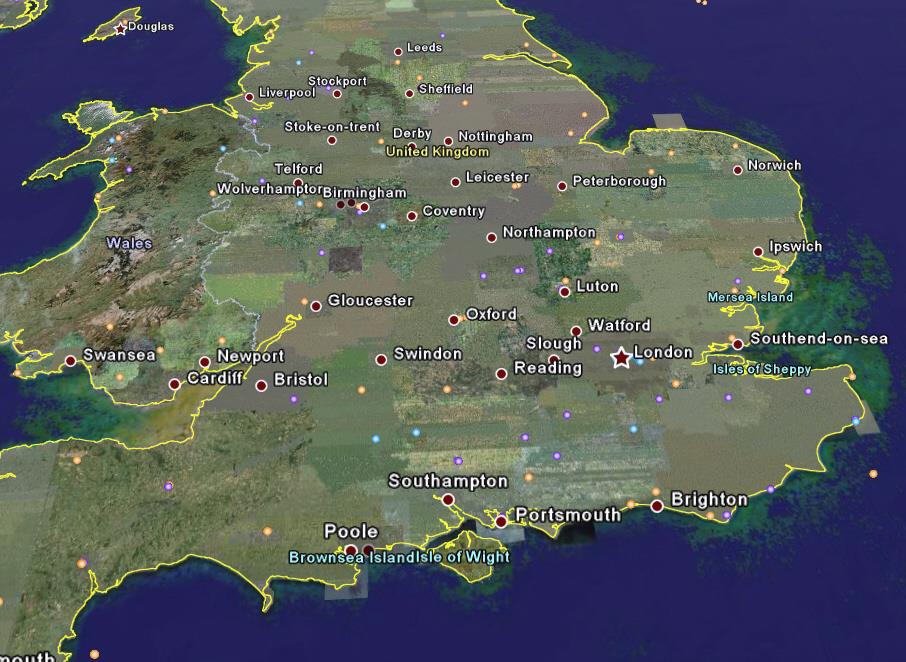 Douglas
Leeds
Stockport
Sheffield
Liverpool
Stoke-on-trent
Derby
Nottingham
United Kingdom
Norwich
Telford
Leicester
Peterborough
Wolverhampton
Birmingham
Coventry
Northampton
Wales
Ipswich
Luton
Mersea Island
Gloucester
Oxford
Watford
Slough
Southend-on-sea
London
Swansea
Newport
Swindon
Reading
Isles of Sheppy
Cardiff
Bristol
Southampton
Brighton
Portsmouth
Poole
Brownsea Island
Isle of Wight
mouth